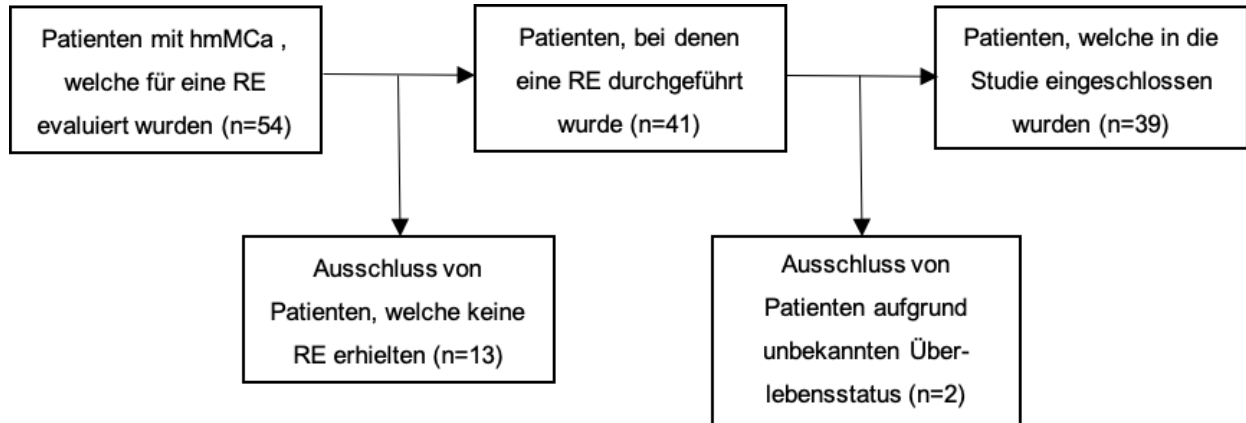 Patienten mit hmMCa ,
welche für eine RE
evaluiert wurden (n=54)
Patienten, bei denen
eine RE durchgeführt
wurde (n=41)
Patienten, welche in die
Studie eingeschlossen
wurden (n=39)
Ausschluss von
Patienten, welche keine
RE erhielten (n=13)
Ausschluss von
Patienten aufgrund
unbekannten Über-
lebensstatus (n=2)